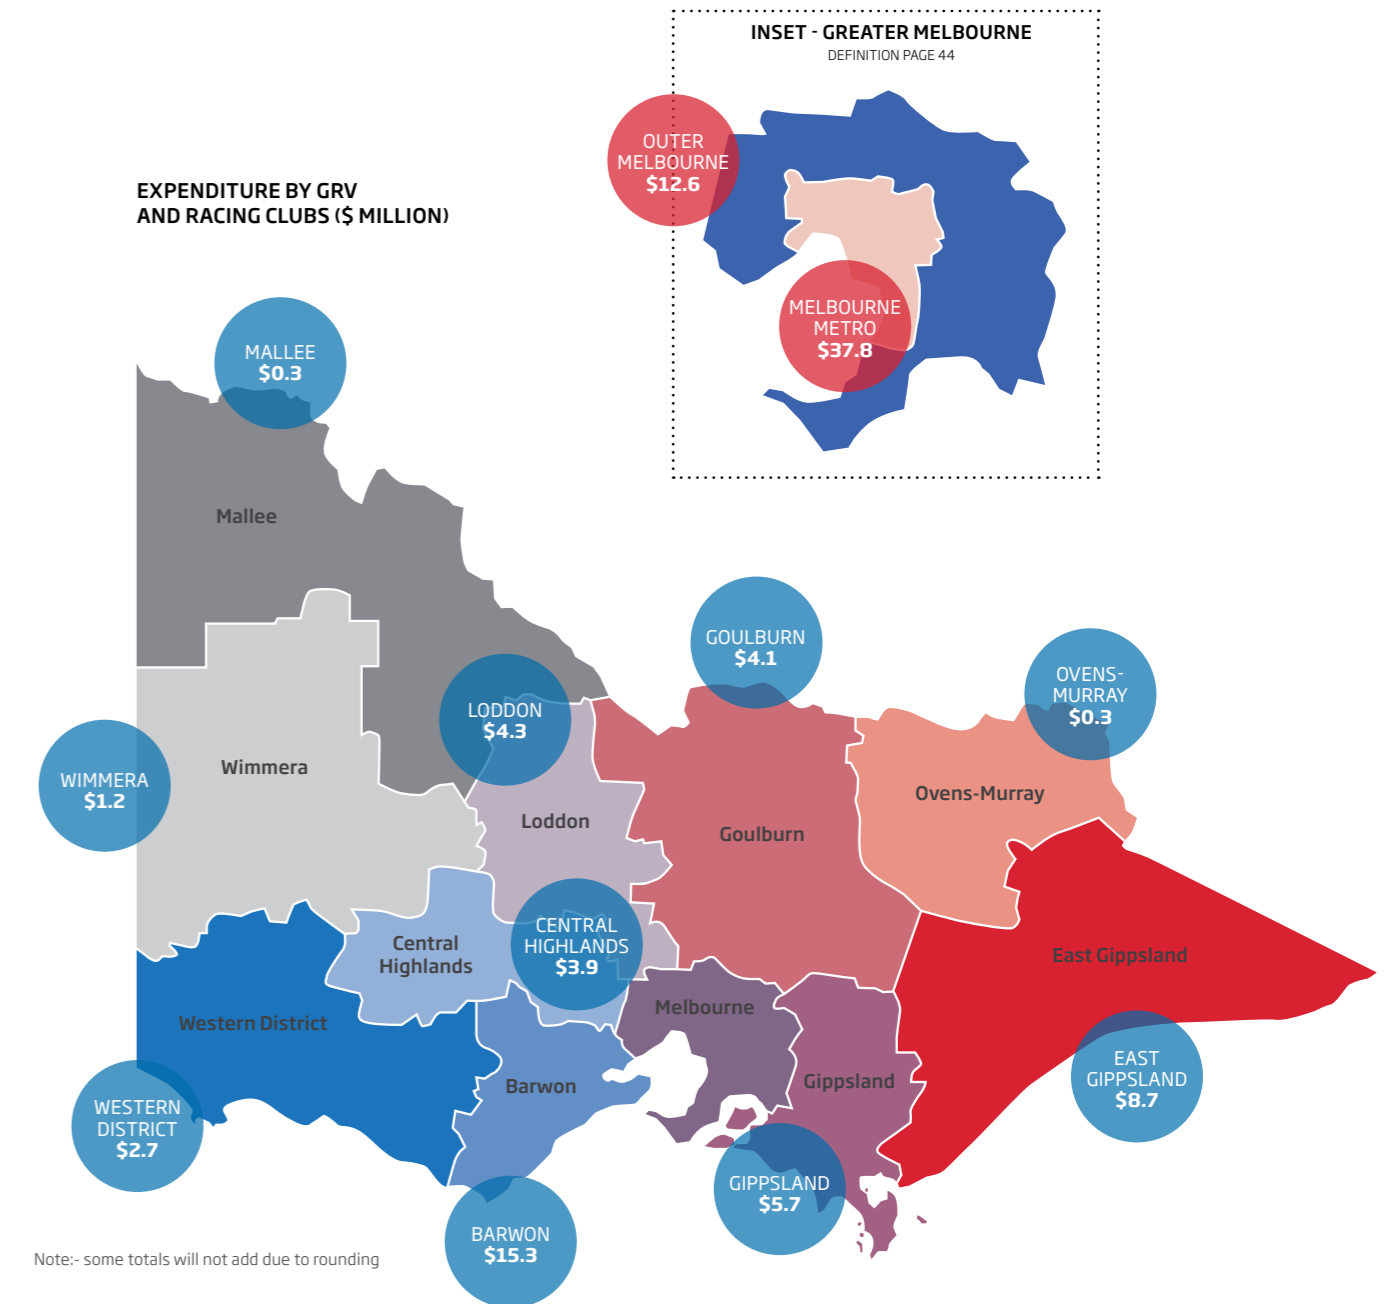 INSET - GREATER MELBOURNE
DEFINITION PAGE 44
OUTER
MELBOURNE
$12.6
MELBOURNE
METRO
$37.8
EXPENDITURE BY GRV
AND RACING CLUBS ($ MILLION)
MALLEE
$0.3
Mallee
GOULBURN
$4.1
OVENS-
MURRAY
$0.3
LODDON
$4.3
WIMMERA
$1.2
Wimmera
Loddon
Goulburn
Ovens-Murray
CENTRAL
HIGHLANDS
$3.9
Central
Highlands
East Gippsland
Western District
Melbourne
Barwon
Gippsland
EAST
GIPPSLAND
$8.7
WESTERN
DISTRICT
$2.7
GIPPSLAND
$5.7
BARWON
$15.3
Note:- some totals will not add due to rounding